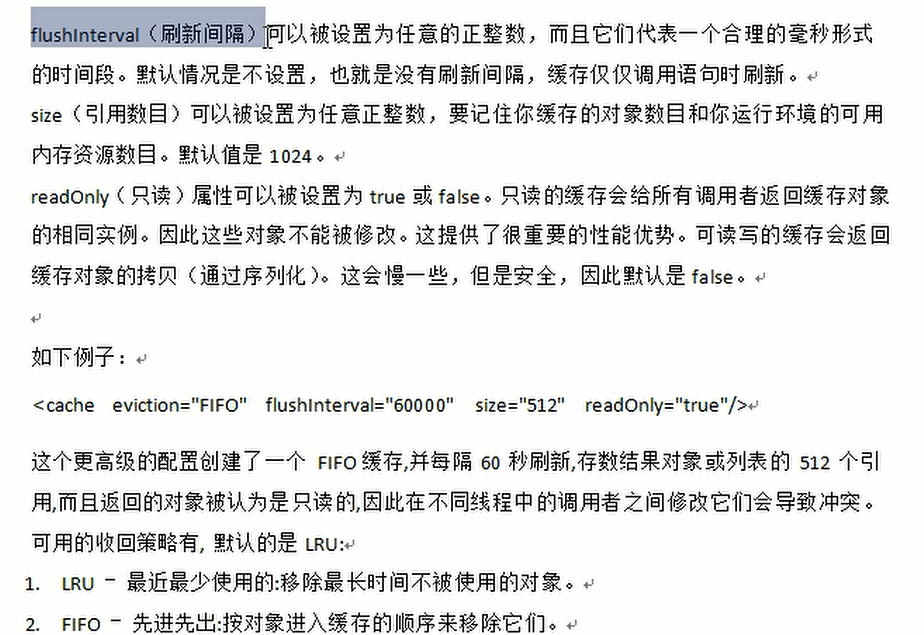 flushInterval（刷新间隔）可以被设置为任意的正整数，而且它们代表一个合理的毫秒形式
的时间段。默认情况是不设置，也就是没有刷新间隔，缓存仅仅调用语句时刷新。
size（引用数目）可以被设置为任意正整数，要记住你缓存的对象数目和你运行环境的可用
内存资源数目。默认值是 1024。
readOnly（只读）属性可以被设置为 true 或 false。只读的缓存会给所有调用者返回缓存对象
的相同实例。因此这些对象不能被修改。这提供了很重要的性能优势。可读写的缓存会返回
缓存对象的拷贝（通过序列化）。这会慢一些，但是安全，因此默认是 false。
如下例子：
<cache eviction="FIFO" flushInterval="60000" size="512" readOnly="true"/>
这个更高级的配置创建了一个 FIFO 缓存,并每隔 60 秒刷新,存数结果对象或列表的 512 个引
用,而且返回的对象被认为是只读的,因此在不同线程中的调用者之间修改它们会导致冲突。
可用的收回策略有, 默认的是 LRU:
1. LRU – 最近最少使用的:移除最长时间不被使用的对象。
2. FIFO – 先进先出:按对象进入缓存的顺序来移除它们。